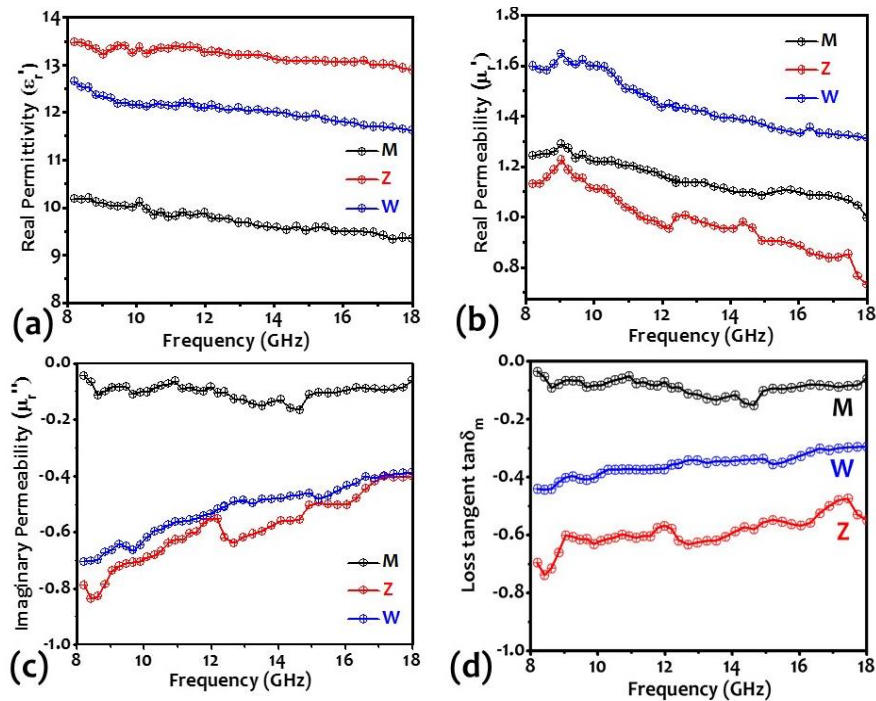 14
13
12
11
10
9
8
Real Permittivity (εr')
M
Z
W
8 10 12 14 16 18
Frequency (GHz)
(a)
1.8
1.6
1.4
1.2
1.0
0.8
Real Permeability (μr')
M
Z
W
8 10 12 14 16 18
Frequency (GHz)
(b)
0.0
-0.2
-0.4
-0.6
-0.8
-1.0
Imaginary Permeability (μr'')
M
Z
W
8 10 12 14 16 18
Frequency (GHz)
(c)
0.0
-0.2
-0.4
-0.6
-0.8
-1.0
Loss tangent tanδm
M
W
Z
8 10 12 14 16 18
Frequency (GHz)
(d)